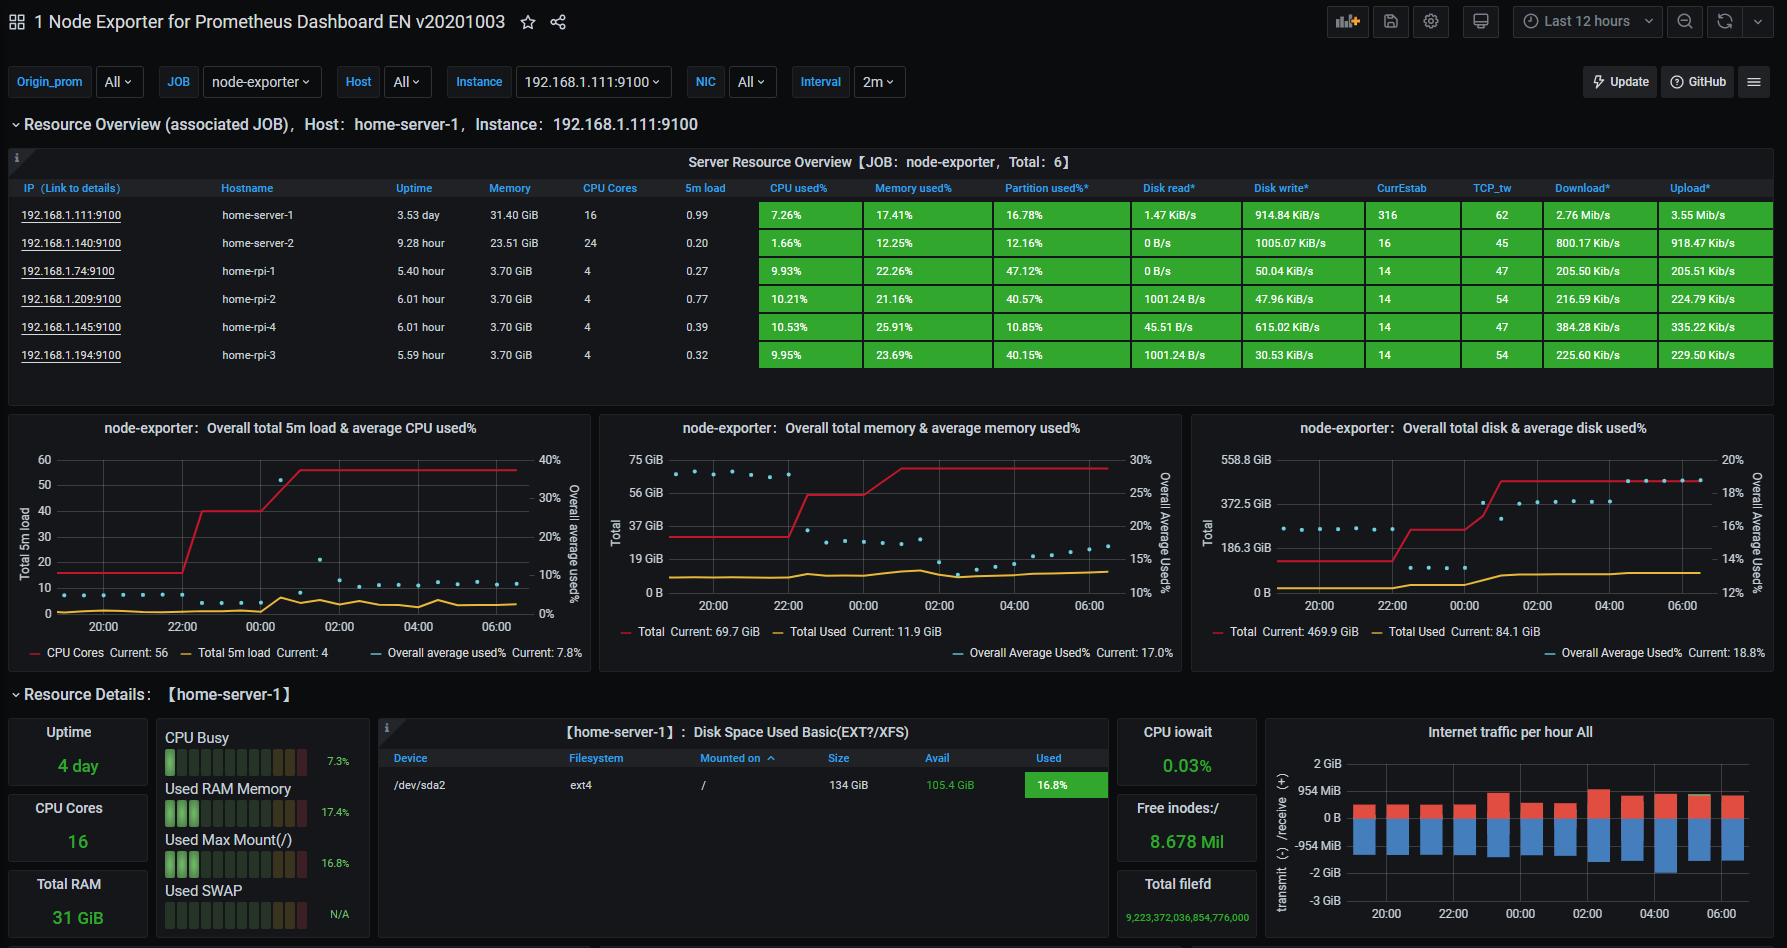 1 Node Exporter for Prometheus Dashboard EN v20201003
Last 12 hours
Origin_prom All JOB node-exporter Host All Instance 192.168.1.111:9100 NIC All Interval 2m Update GitHub
Resource Overview (associated JOB)，Host：home-server-1，Instance：192.168.1.111:9100
i
Server Resource Overview【JOB：node-exporter，Total：6】
IP（Link to details） Hostname Uptime Memory CPU Cores 5m load CPU used% Memory used% Partition used%* Disk read* Disk write* CurrEstab TCP_tw Download* Upload*
192.168.1.111:9100 home-server-1 3.53 day 31.40 GiB 16 0.99 7.26% 17.41% 16.78% 1.47 KiB/s 914.84 KiB/s 316 62 2.76 Mib/s 3.55 Mib/s
192.168.1.140:9100 home-server-2 9.28 hour 23.51 GiB 24 0.20 1.66% 12.25% 12.16% 0 B/s 1005.07 KiB/s 16 45 800.17 Kib/s 918.47 Kib/s
192.168.1.74:9100 home-rpi-1 5.40 hour 3.70 GiB 4 0.27 9.93% 22.26% 47.12% 0 B/s 50.04 KiB/s 14 47 205.50 Kib/s 205.51 Kib/s
192.168.1.209:9100 home-rpi-2 6.01 hour 3.70 GiB 4 0.77 10.21% 21.16% 40.57% 1001.24 B/s 47.96 KiB/s 14 54 216.59 Kib/s 224.79 Kib/s
192.168.1.145:9100 home-rpi-4 6.01 hour 3.70 GiB 4 0.39 10.53% 25.91% 10.85% 45.51 B/s 615.02 KiB/s 14 47 384.28 Kib/s 335.22 Kib/s
192.168.1.194:9100 home-rpi-3 5.59 hour 3.70 GiB 4 0.32 9.95% 23.69% 40.15% 1001.24 B/s 30.53 KiB/s 14 54 225.60 Kib/s 229.50 Kib/s
node-exporter：Overall total 5m load & average CPU used%
Total 5m load
60
50
40
30
20
10
0
40%
30%
20%
10%
0%
Overall average used%
20:00 22:00 00:00 02:00 04:00 06:00
CPU Cores Current: 56 Total 5m load Current: 4 Overall average used% Current: 7.8%
node-exporter：Overall total memory & average memory used%
Total
75 GiB
56 GiB
37 GiB
19 GiB
0 B
30%
25%
20%
15%
10%
Overall Average Used%
20:00 22:00 00:00 02:00 04:00 06:00
Total Current: 69.7 GiB Total Used Current: 11.9 GiB
Overall Average Used% Current: 17.0%
node-exporter：Overall total disk & average disk used%
Total
558.8 GiB
372.5 GiB
186.3 GiB
0 B
20%
18%
16%
14%
12%
Overall Average Used%
20:00 22:00 00:00 02:00 04:00 06:00
Total Current: 469.9 GiB Total Used Current: 84.1 GiB
Overall Average Used% Current: 18.8%
Resource Details：【home-server-1】
Uptime
4 day
CPU Cores
16
Total RAM
31 GiB
CPU Busy
7.3%
Used RAM Memory
17.4%
Used Max Mount(/)
16.8%
Used SWAP
N/A
i
【home-server-1】：Disk Space Used Basic(EXT?/XFS)
Device Filesystem Mounted on Size Avail Used
/dev/sda2 ext4 / 134 GiB 105.4 GiB 16.8%
CPU iowait
0.03%
Free inodes:/
8.678 Mil
Total filefd
9,223,372,036,854,776,000
Internet traffic per hour All
transmit (-) /receive (+)
2 GiB
954 MiB
0 B
-954 MiB
-2 GiB
-3 GiB
20:00 22:00 00:00 02:00 04:00 06:00